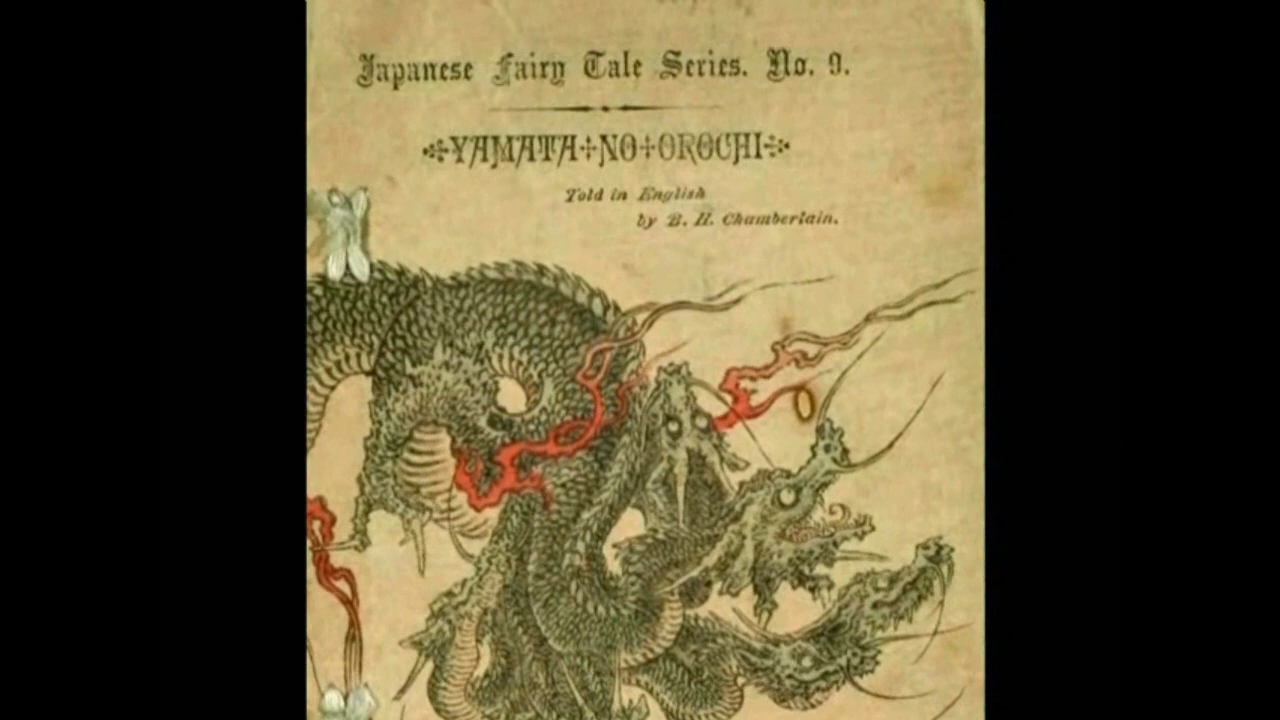 Japanese Fairy Tale Series. No. 9.
YAMATA NO OROCHI
Told in English
by B. H. Chamberlain.